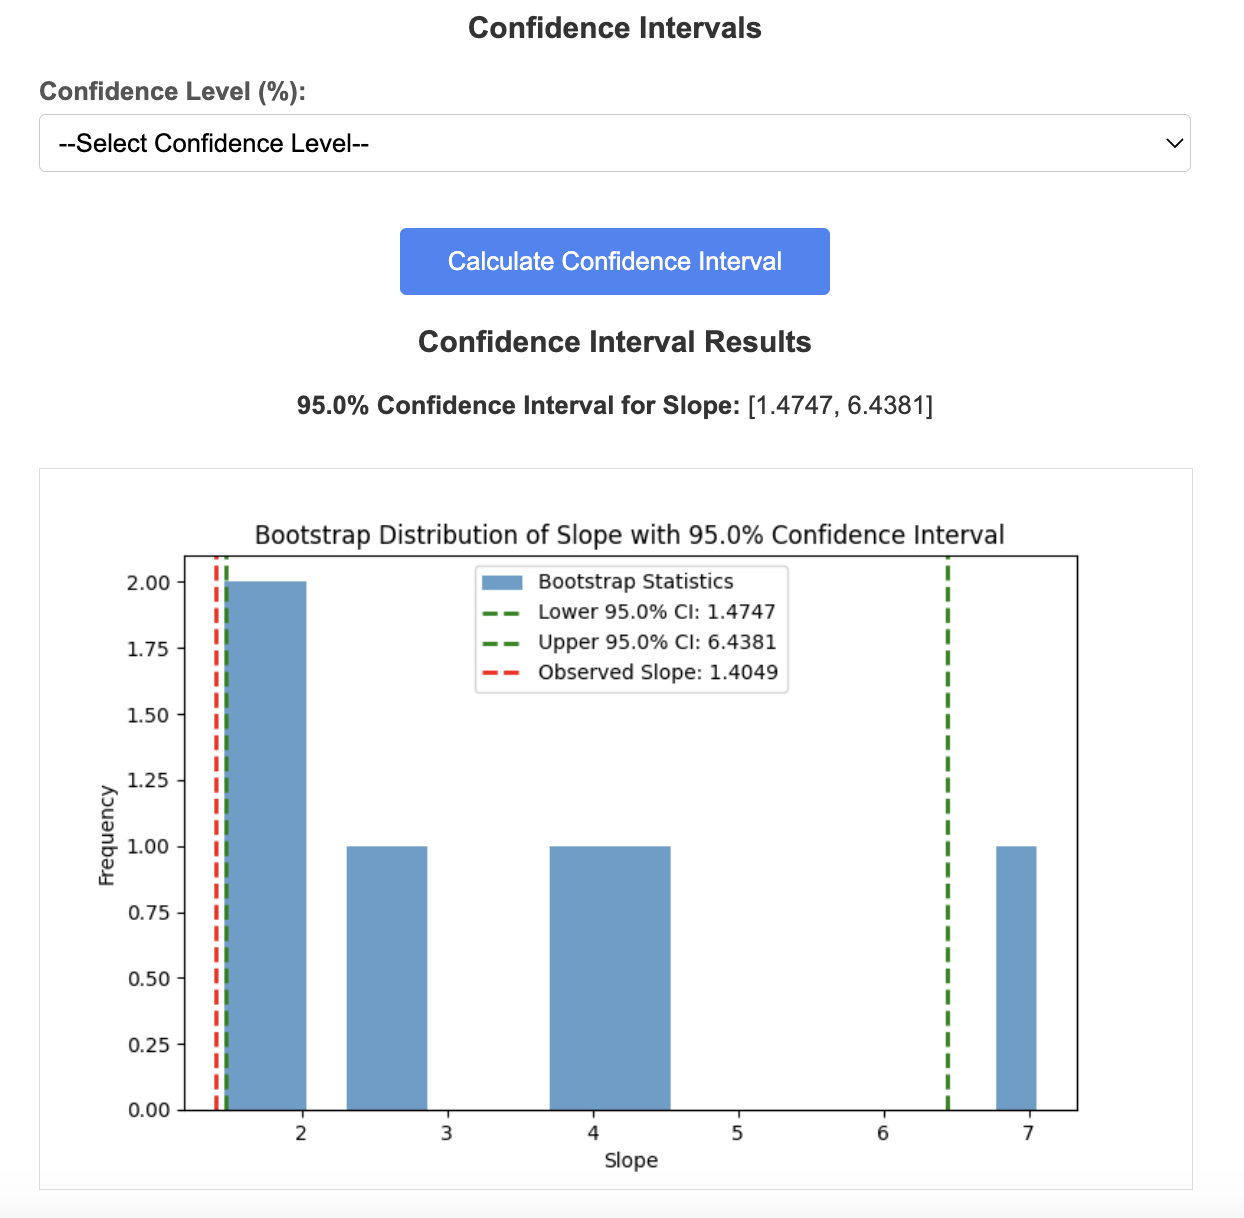 Confidence Intervals
Confidence Level (%):
--Select Confidence Level--
Calculate Confidence Interval
Confidence Interval Results
95.0% Confidence Interval for Slope: [1.4747, 6.4381]
Bootstrap Distribution of Slope with 95.0% Confidence Interval
Bootstrap Statistics
Lower 95.0% CI: 1.4747
Upper 95.0% CI: 6.4381
Observed Slope: 1.4049
2.00
1.75
1.50
1.25
1.00
0.75
0.50
0.25
0.00
Frequency
2 3 4 5 6 7
Slope